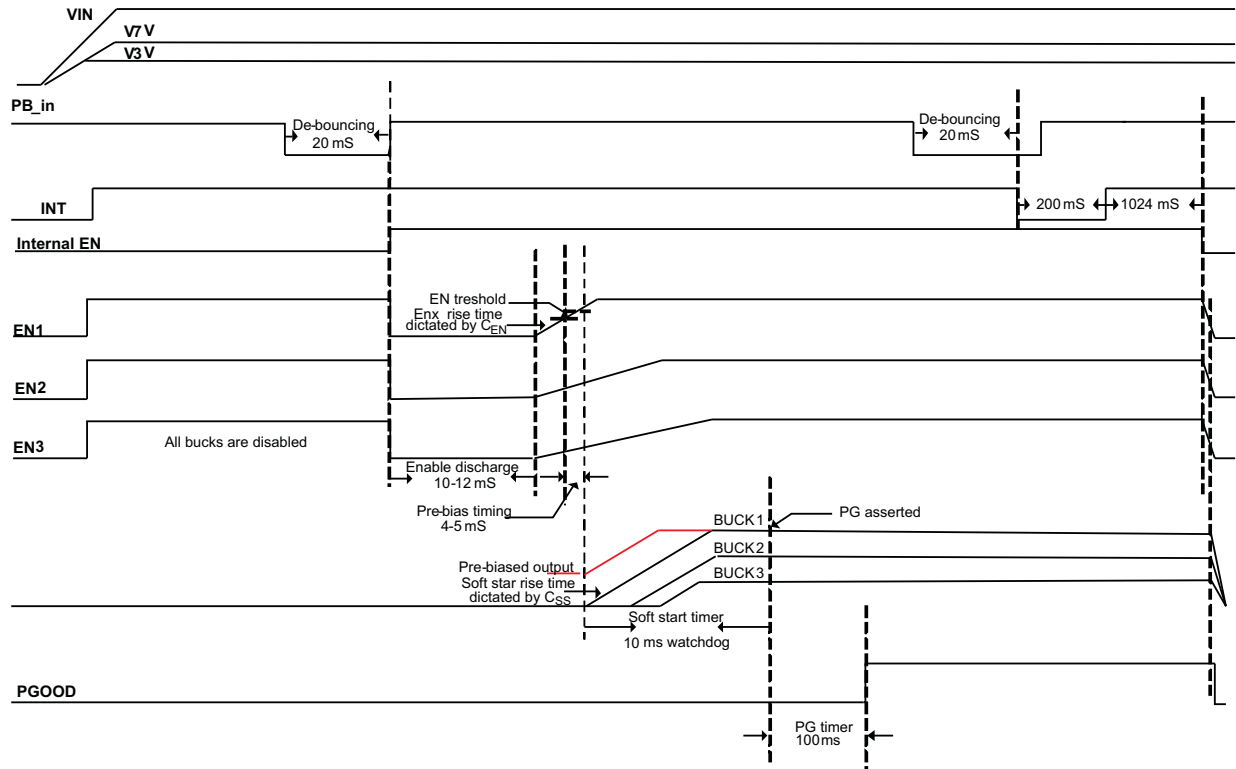 VIN
V7V
V3V
PB_in
De-bouncing
20 mS
De-bouncing
20 mS
INT
200 mS
1024 mS
Internal EN
EN treshold
Enx rise time
dictated by CEN
EN1
EN2
EN3
All bucks are disabled
Enable discharge
10-12 mS
Pre-bias timing
4-5 mS
BUCK1
PG asserted
BUCK2
BUCK3
Pre-biased output
Soft star rise time
dictated by CSS
Soft start timer
10 ms watchdog
PGOOD
PG timer
100ms